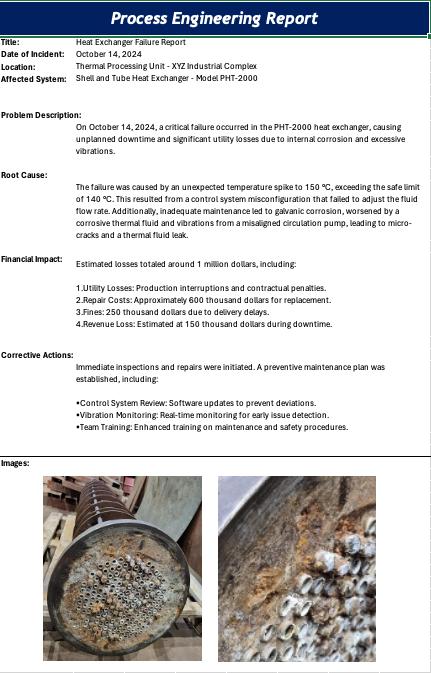 Process Engineering Report
Title: Heat Exchanger Failure Report
Date of Incident: October 14, 2024
Location: Thermal Processing Unit - XYZ Industrial Complex
Affected System: Shell and Tube Heat Exchanger - Model PHT-2000
Problem Description:
On October 14, 2024, a critical failure occurred in the PHT-2000 heat exchanger, causing
unplanned downtime and significant utility losses due to internal corrosion and excessive
vibrations.
Root Cause:
The failure was caused by an unexpected temperature spike to 150 °C, exceeding the safe limit
of 140 °C. This resulted from a control system misconfiguration that failed to adjust the fluid
flow rate. Additionally, inadequate maintenance led to galvanic corrosion, worsened by a
corrosive thermal fluid and vibrations from a misaligned circulation pump, leading to micro-
cracks and a thermal fluid leak.
Financial Impact:
Estimated losses totaled around 1 million dollars, including:
1.Utility Losses: Production interruptions and contractual penalties.
2.Repair Costs: Approximately 600 thousand dollars for replacement.
3.Fines: 250 thousand dollars due to delivery delays.
4.Revenue Loss: Estimated at 150 thousand dollars during downtime.
Corrective Actions:
Immediate inspections and repairs were initiated. A preventive maintenance plan was
established, including:
•Control System Review: Software updates to prevent deviations.
•Vibration Monitoring: Real-time monitoring for early issue detection.
•Team Training: Enhanced training on maintenance and safety procedures.
Images: